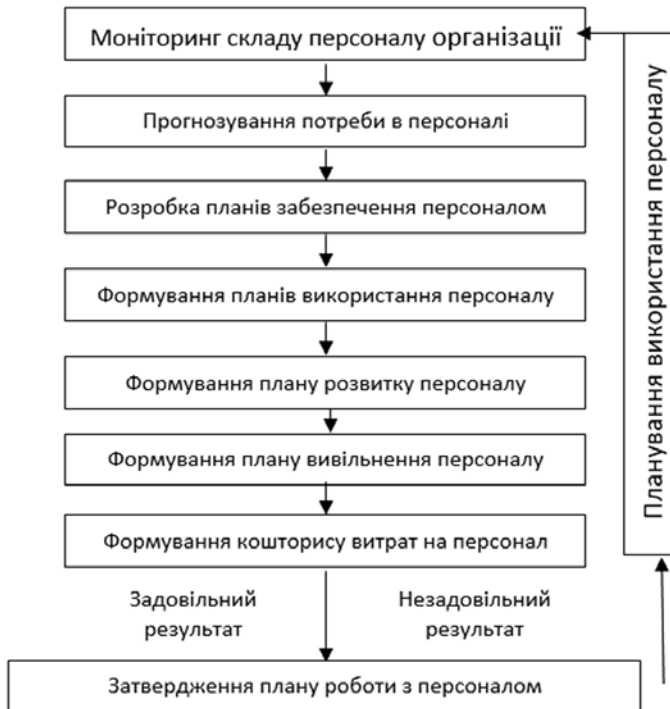 Моніторинг складу персоналу організації
Прогнозування потреби в персоналі
Розробка планів забезпечення персоналом
Формування планів використання персоналу
Формування плану розвитку персоналу
Формування плану вивільнення персоналу
Формування кошторису витрат на персонал
Задовільний
результат
Незадовільний
результат
Затвердження плану роботи з персоналом
Планування використання персоналу